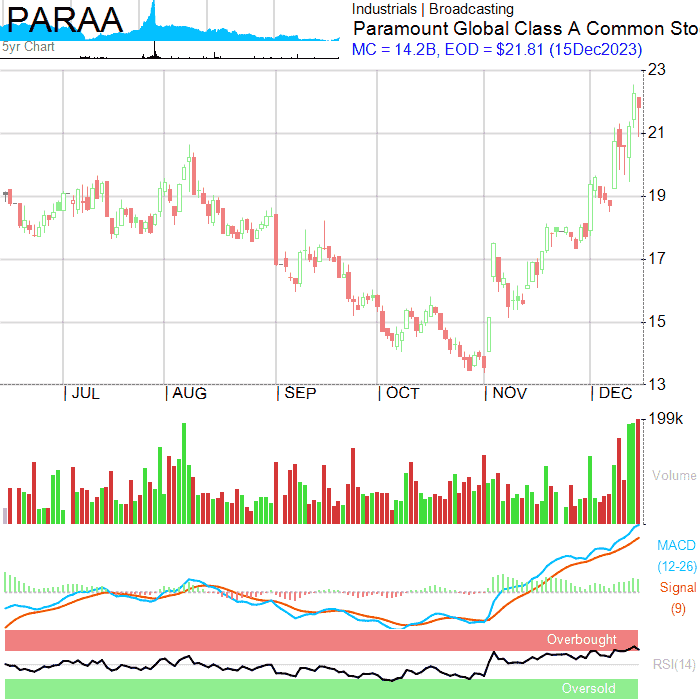 PARAA
5yr Chart
Industrials | Broadcasting
Paramount Global Class A Common Sto
MC = 14.2B, EOD = $21.81 (15Dec2023)
23
21
19
17
15
13
JUL AUG SEP OCT NOV DEC
199k
Volume
MACD
(12-26)
Signal
(9)
Overbought
RSI(14)
Oversold